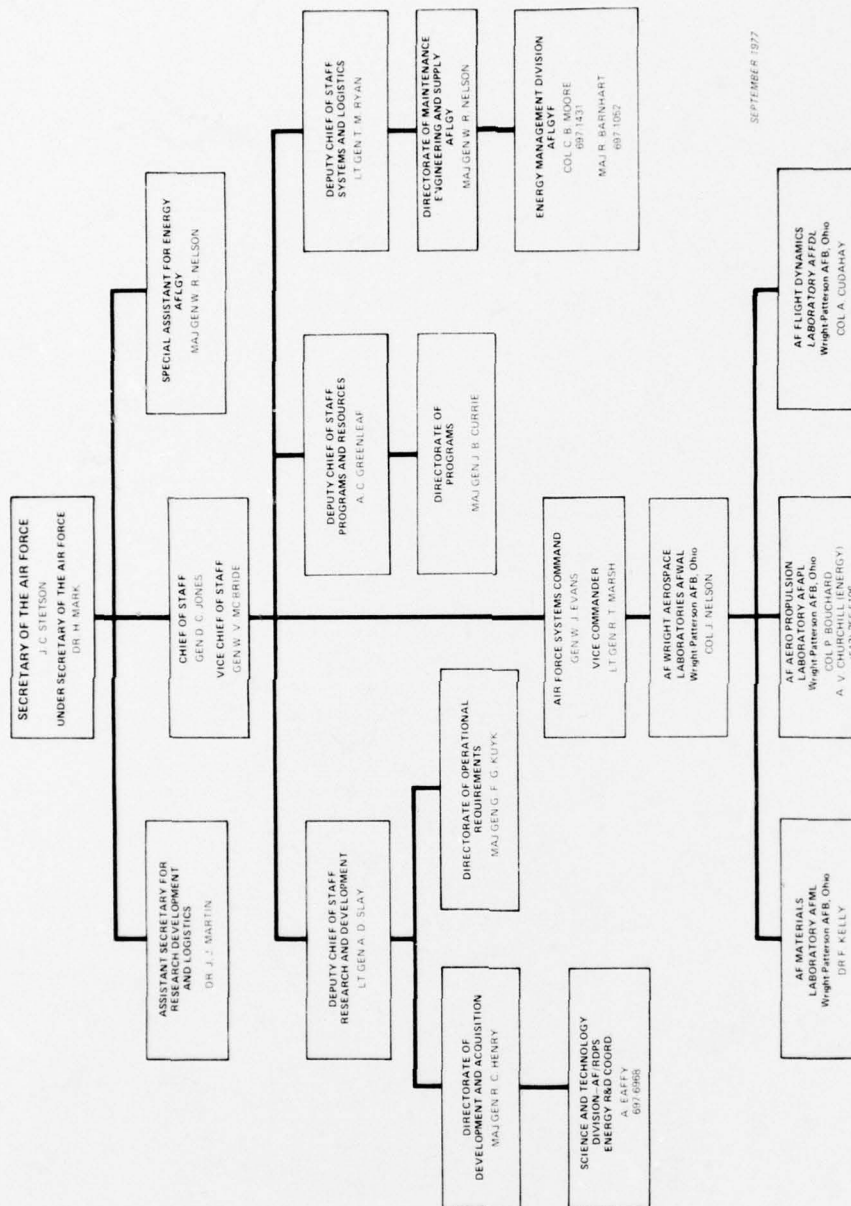 SECRETARY OF THE AIR FORCE
J. C. STETSON
UNDER SECRETARY OF THE AIR FORCE
DR H MARK
ASSISTANT SECRETARY FOR
RESEARCH DEVELOPMENT
AND LOGISTICS
DR J. MARTIN
CHIEF OF STAFF
GEN D C JONES
VICE CHIEF OF STAFF
GEN W V MCBRIDE
SPECIAL ASSISTANT FOR ENERGY
AFLGY
MAJ GEN W R NELSON
DEPUTY CHIEF OF STAFF
RESEARCH AND DEVELOPMENT
LT GEN A D SLAY
DEPUTY CHIEF OF STAFF
PROGRAMS AND RESOURCES
A. C. GREENLEAF
DEPUTY CHIEF OF STAFF
SYSTEMS AND LOGISTICS
LT GEN T M RYAN
DIRECTORATE OF
DEVELOPMENT AND ACQUISITION
MAJ GEN R C HENRY
DIRECTORATE OF OPERATIONAL
REQUIREMENTS
MAJ GEN G F G KUYK
DIRECTORATE OF
PROGRAMS
MAJ GEN J B CURRIE
DIRECTORATE OF MAINTENANCE
ENGINEERING AND SUPPLY
AFLGY
MAJ GEN W R NELSON
SCIENCE AND TECHNOLOGY
DIVISION—AF/RDPS
ENERGY R&D COORD
A EAFFY
697 6968
AIR FORCE SYSTEMS COMMAND
GEN W J EVANS
VICE COMMANDER
LT GEN R T MARSH
ENERGY MANAGEMENT DIVISION
AFLGYF
COL C B MOORE
697 1431
MAJ R BARNHART
697 1062
AF WRIGHT AEROSPACE
LABORATORIES AFWAL
Wright Patterson AFB, Ohio
COL J NELSON
AF MATERIALS
LABORATORY AFML
Wright Patterson AFB, Ohio
DR F KELLY
AF AERO PROPULSION
LABORATORY AFAPL
Wright Patterson AFB, Ohio
COL P BOUCHARD
A V CHURCHILL (ENERGY)
AF FLIGHT DYNAMICS
LABORATORY AFFDL
Wright Patterson AFB, Ohio
COL A CUDAHAY
SEPTEMBER 1977